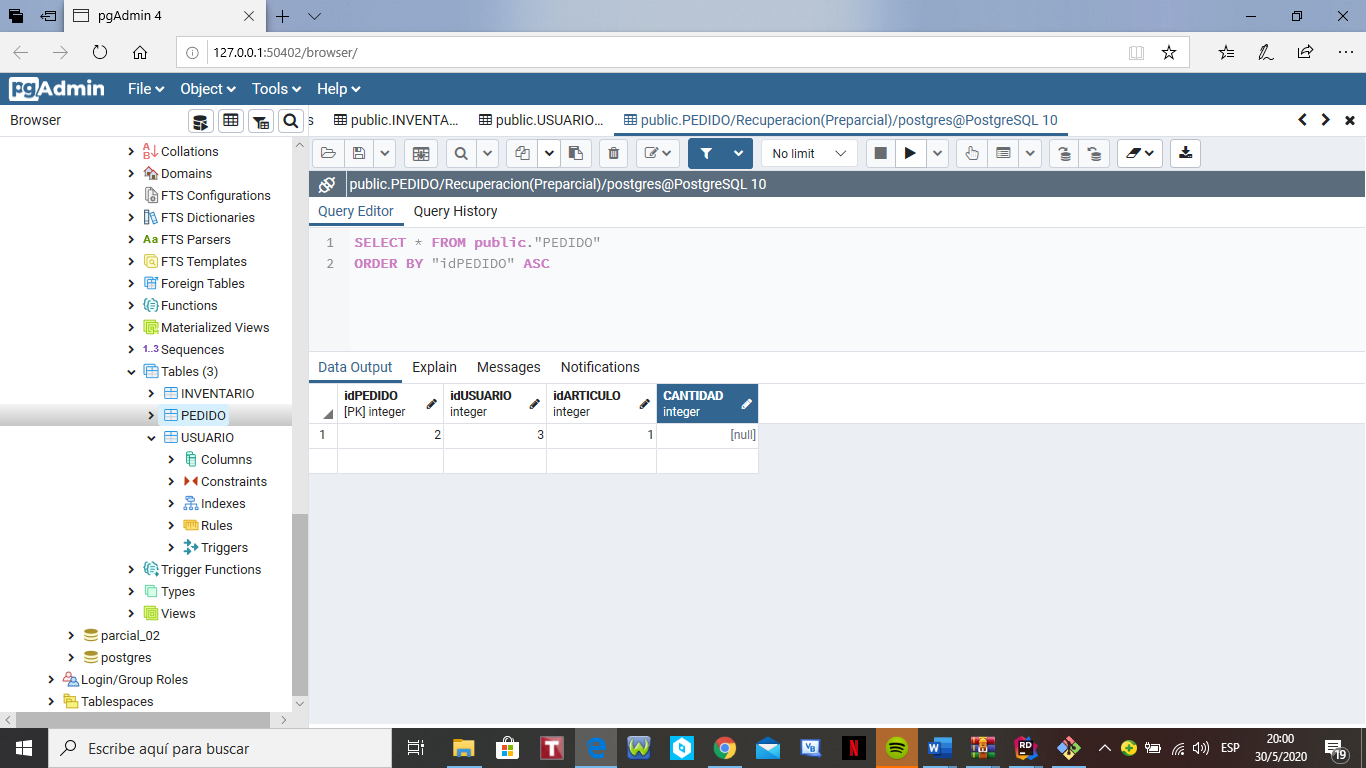 pgAdmin 4
127.0.0.1:50402/browser/
pgAdmin File Object Tools Help
Browser
s public.INVENTA... public.USUARIO... public.PEDIDO/Recuperacion(Preparcial)/postgres@PostgreSQL 10
No limit
public.PEDIDO/Recuperacion(Preparcial)/postgres@PostgreSQL 10
Query Editor Query History
1 SELECT * FROM public."PEDIDO"
2 ORDER BY "idPEDIDO" ASC
Data Output Explain Messages Notifications
idPEDIDO idUSUARIO idARTICULO CANTIDAD
[PK] integer integer integer integer
1 2 3 1 [null]
Collations
Domains
FTS Configurations
FTS Dictionaries
Aa FTS Parsers
FTS Templates
Foreign Tables
Functions
Materialized Views
1..3 Sequences
Tables (3)
INVENTARIO
PEDIDO
USUARIO
Columns
Constraints
Indexes
Rules
Triggers
Trigger Functions
Types
Views
parcial_02
postgres
Login/Group Roles
Tablespaces
Escribe aquí para buscar
ESP
20:00
30/5/2020
19